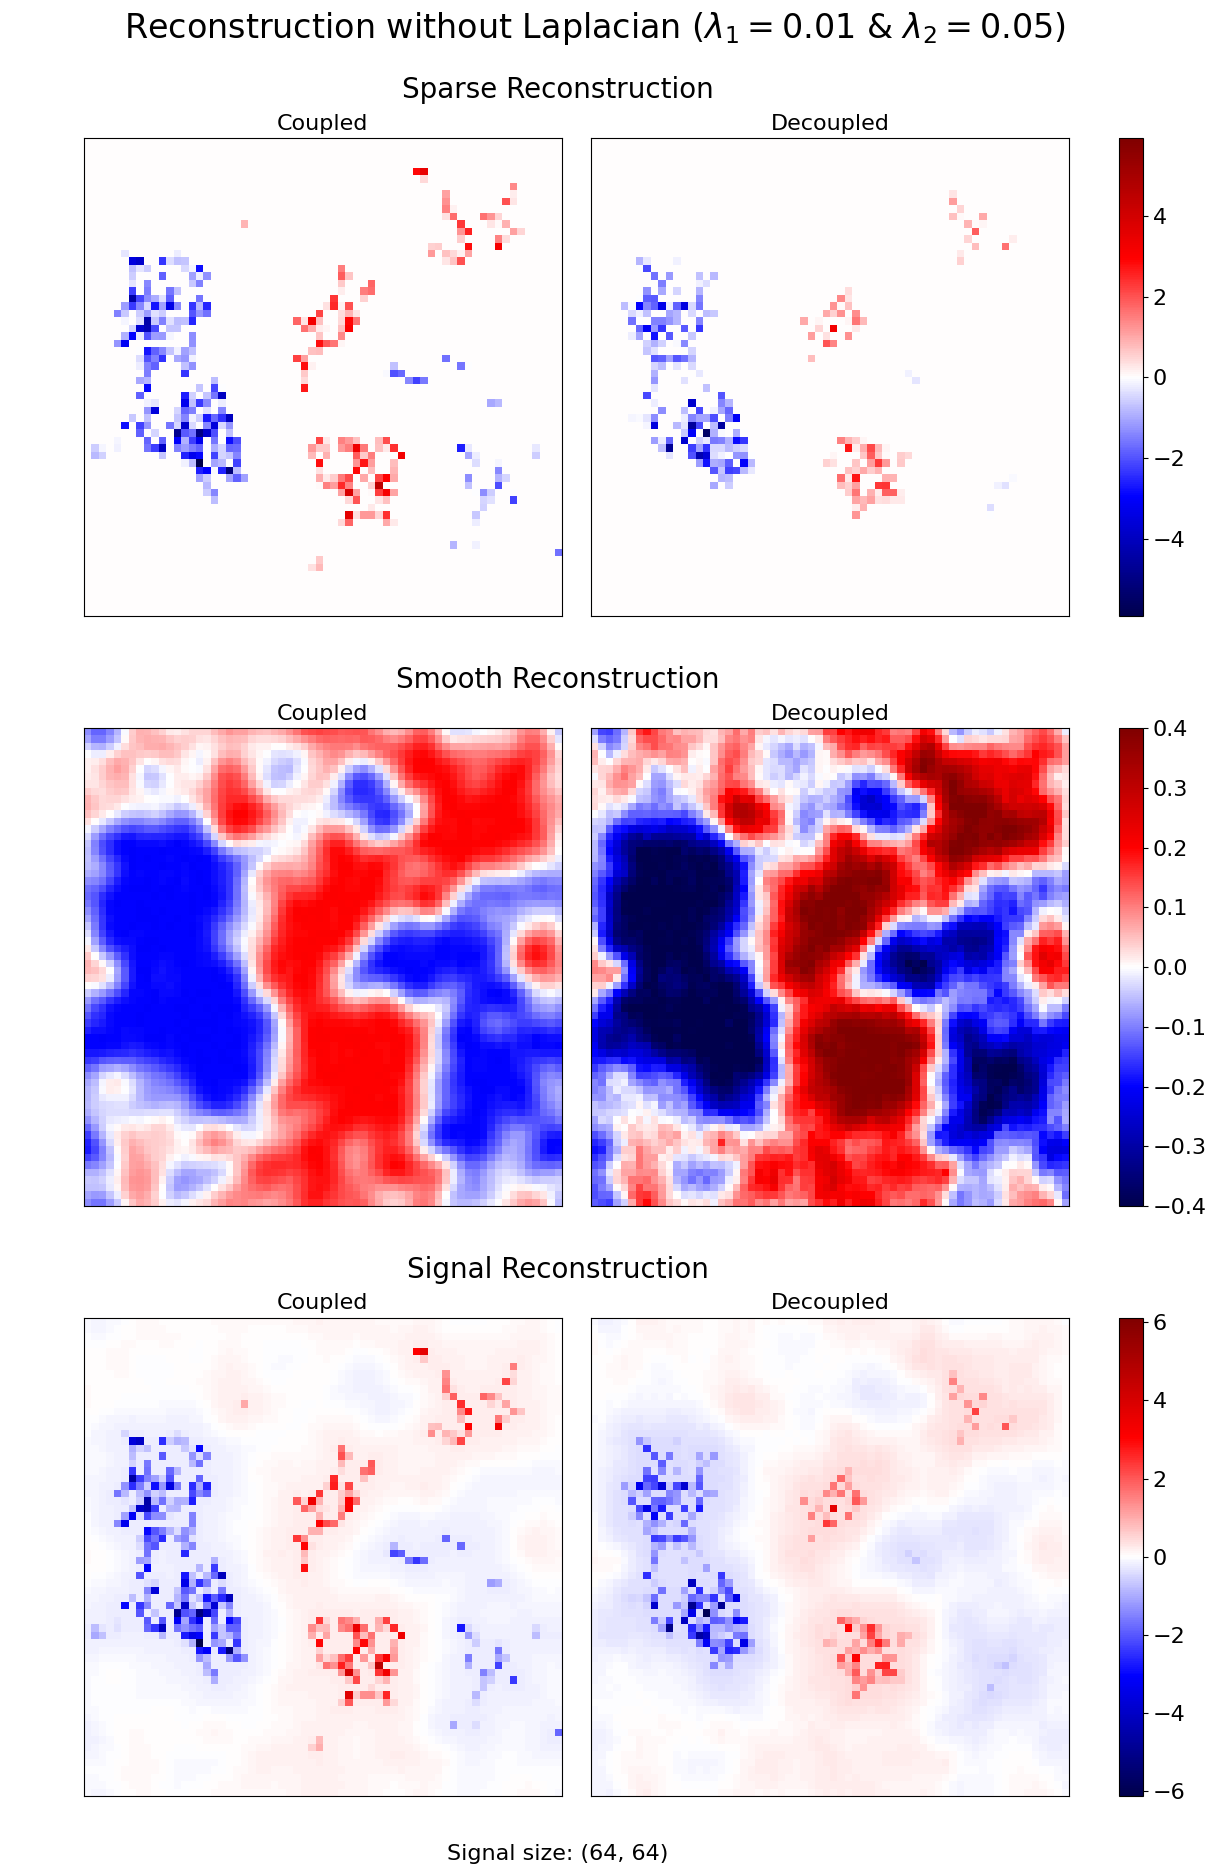 Reconstruction without Laplacian (λ₁ = 0.01 & λ₂ = 0.05)
Sparse Reconstruction
Coupled
Decoupled
4
2
0
−2
−4
Smooth Reconstruction
Coupled
Decoupled
0.4
0.3
0.2
0.1
0.0
−0.1
−0.2
−0.3
−0.4
Signal Reconstruction
Coupled
Decoupled
6
4
2
0
−2
−4
−6
Signal size: (64, 64)